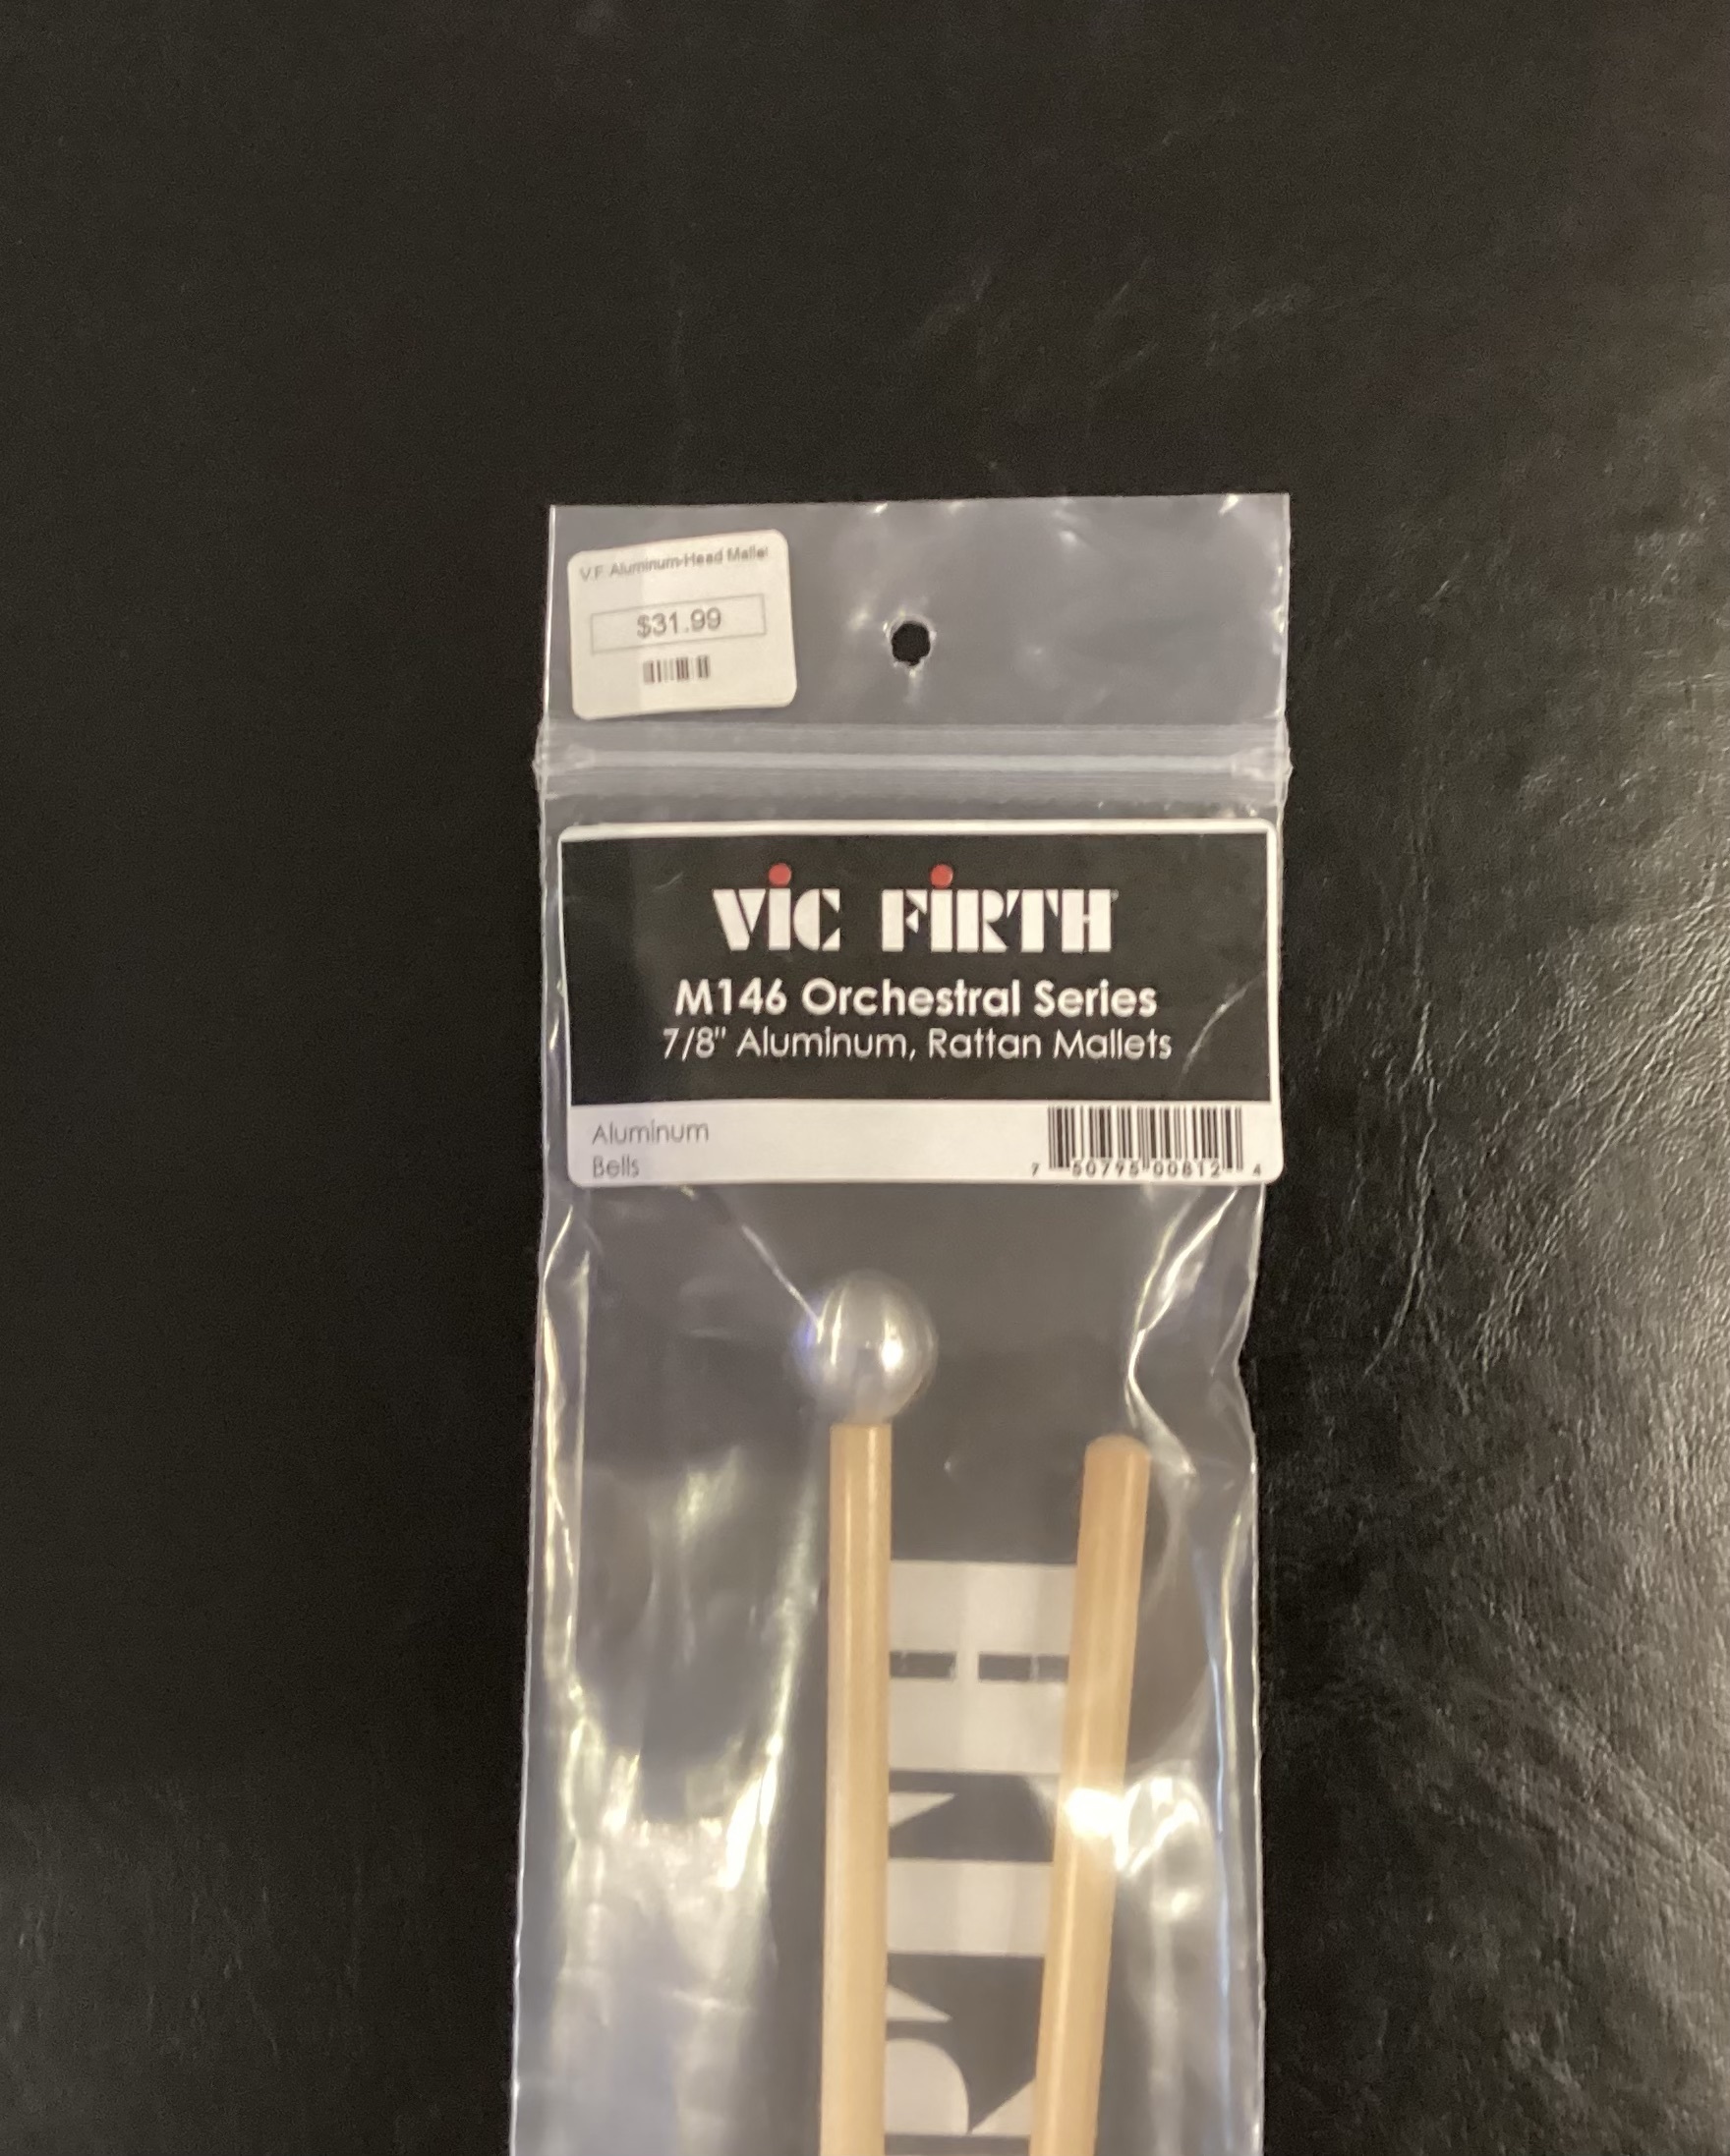 V.F. Aluminum-Head Mallet
$31.99
VIC FIRTH
M146 Orchestral Series
7/8" Aluminum, Rattan Mallets
Aluminum
Bells
7 50795 00812 4